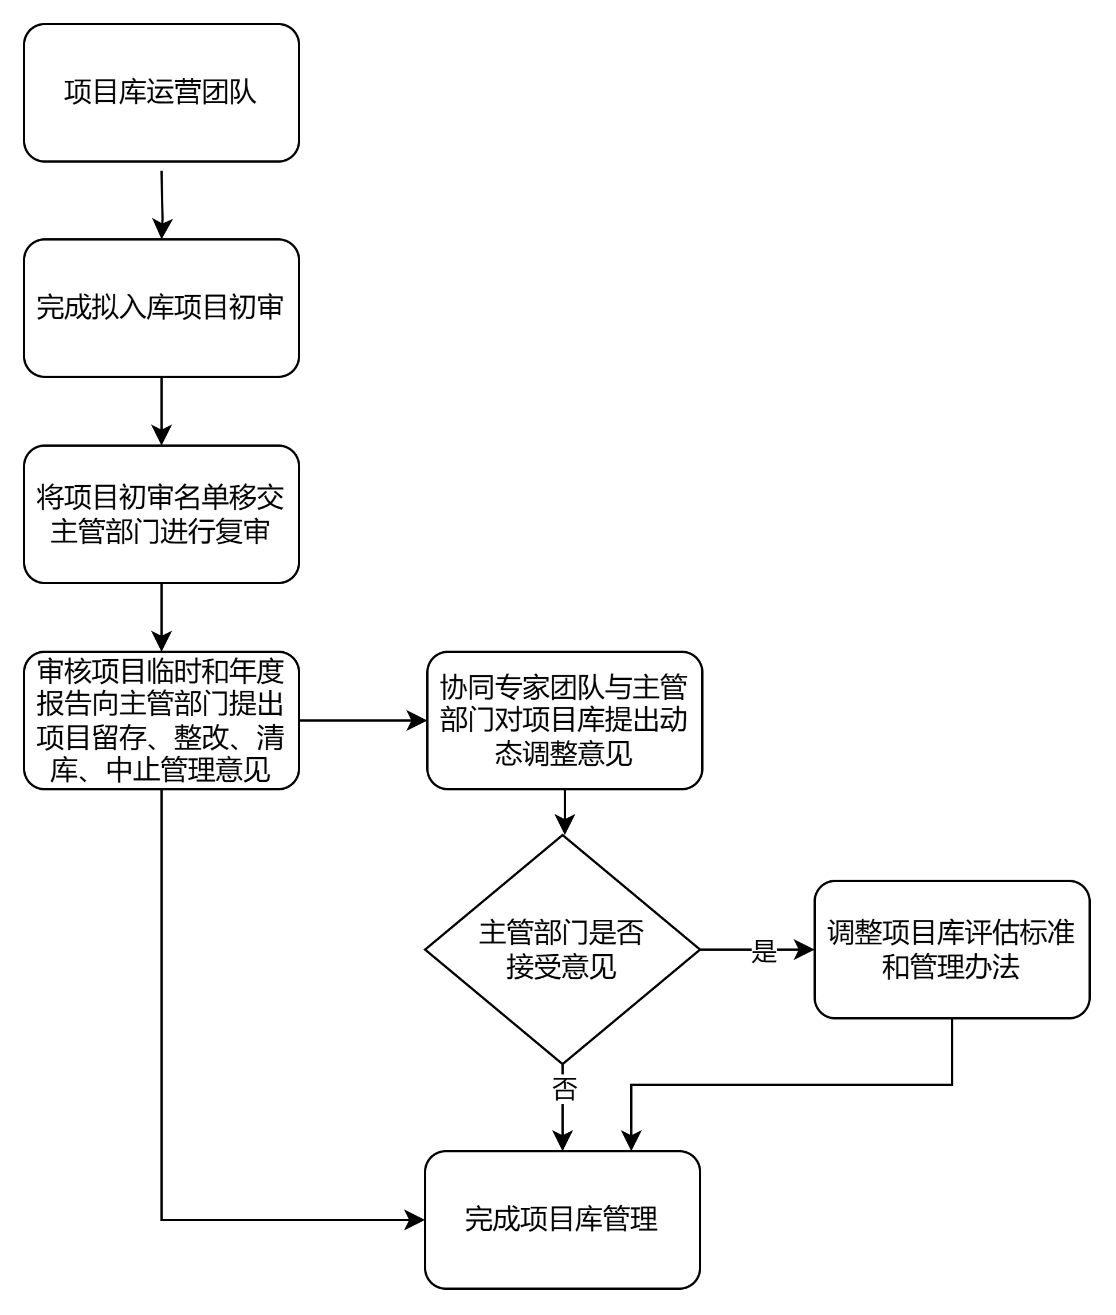 项目库运营团队
完成拟入库项目初审
将项目初审名单移交
主管部门进行复审
审核项目临时和年度
报告向主管部门提出
项目留存、整改、清
库、中止管理意见
协同专家团队与主管
部门对项目库提出动
态调整意见
主管部门是否
接受意见
是
调整项目库评估标准
和管理办法
否
完成项目库管理